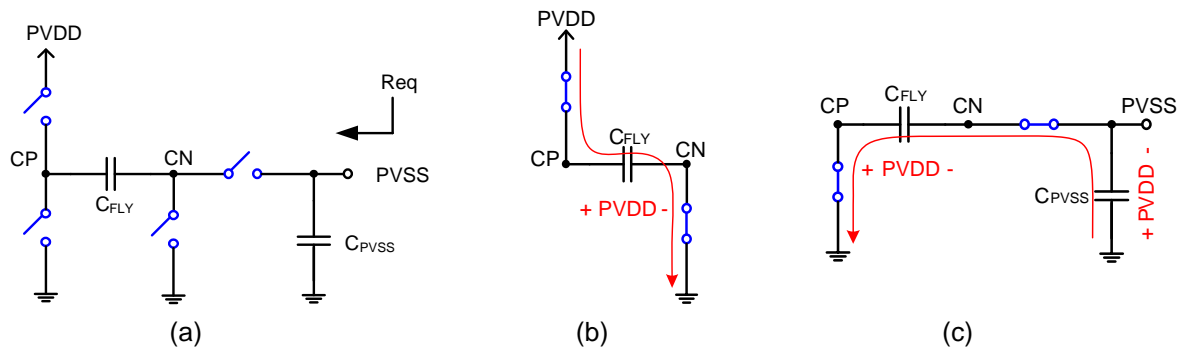 PVDD
Req
CP
CN
CFLY
PVSS
CPVSS
(a)
PVDD
CFLY
CP
CN
+ PVDD -
(b)
CFLY
CP
CN
PVSS
+ PVDD -
CPVSS
+ PVDD -
(c)